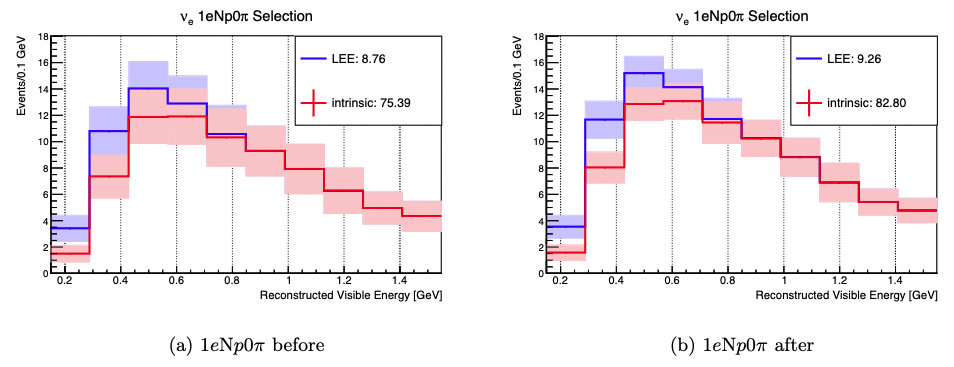 νe 1eNp0π Selection
Events/0.1 GeV
18
16
14
12
10
8
6
4
2
0
LEE: 8.76
intrinsic: 75.39
0.2 0.4 0.6 0.8 1 1.2 1.4
Reconstructed Visible Energy [GeV]
(a) 1eNp0π before
νe 1eNp0π Selection
Events/0.1 GeV
18
16
14
12
10
8
6
4
2
0
LEE: 9.26
intrinsic: 82.80
0.2 0.4 0.6 0.8 1 1.2 1.4
Reconstructed Visible Energy [GeV]
(b) 1eNp0π after